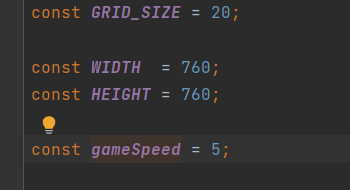 const GRID_SIZE = 20;
const WIDTH  = 760;
const HEIGHT = 760;
const gameSpeed = 5;